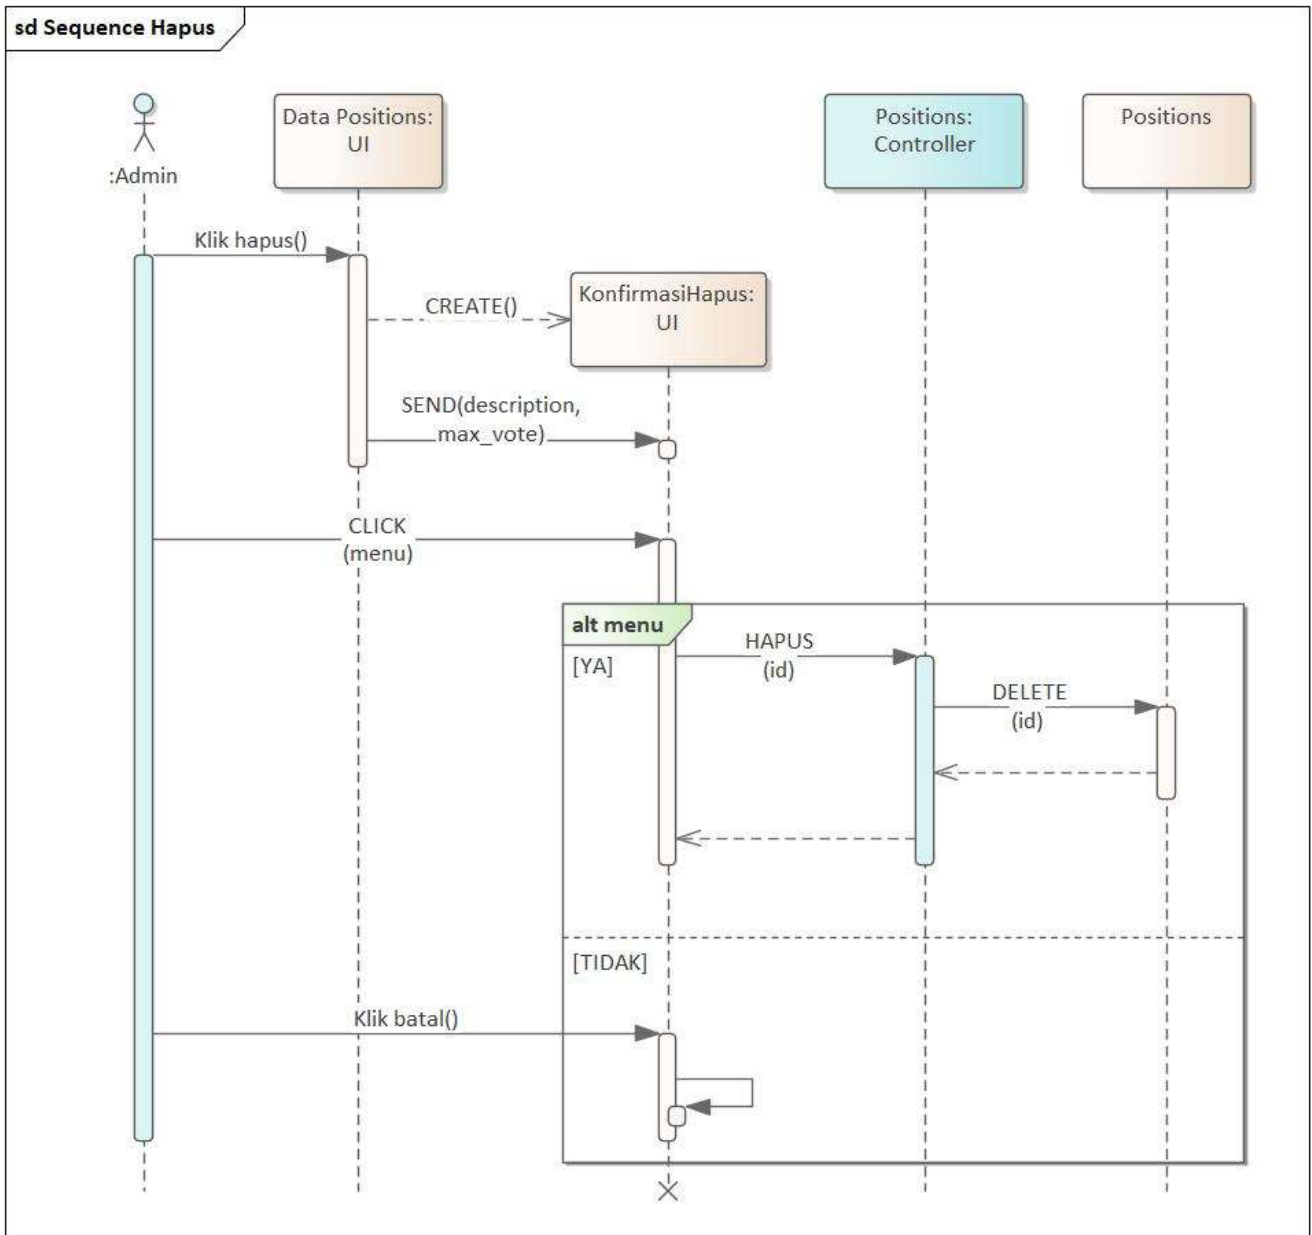 sd Sequence Hapus
:Admin
Data Positions:
UI
Positions:
Controller
Positions
Klik hapus()
CREATE()
KonfirmasiHapus:
UI
SEND(description,
max_vote)
CLICK
(menu)
alt menu
[YA]
HAPUS
(id)
DELETE
(id)
[TIDAK]
Klik batal()